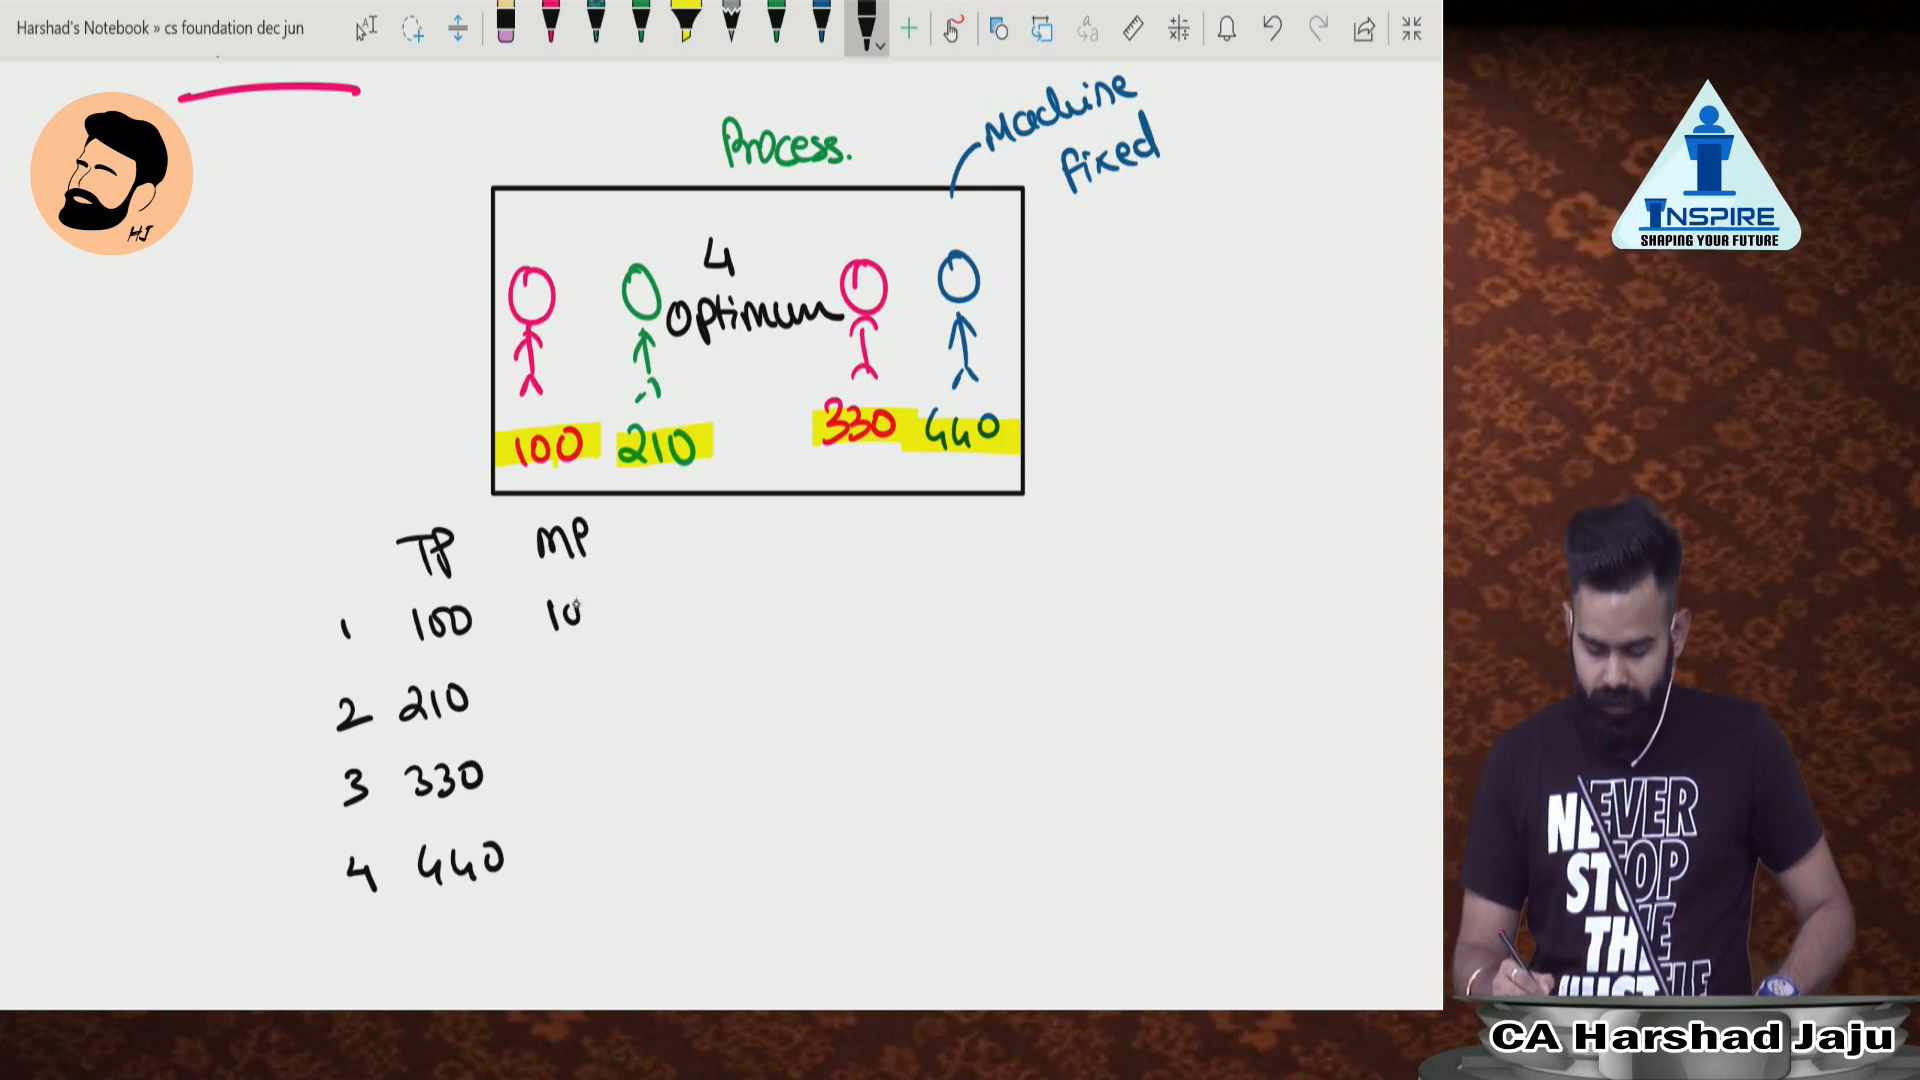 Harshad's Notebook » cs foundation dec jun
Process.
Machine
fixed
4
optimum
100 210 330 440
TP MP
1 100 10
2 210
3 330
4 440
HJ
INSPIRE
SHAPING YOUR FUTURE
NEVER
STOP
THE
HUSTLE
CA Harshad Jaju